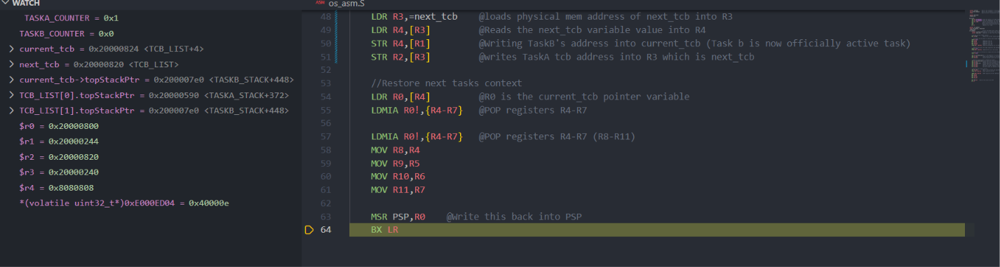 WATCH
TASKA_COUNTER = 0x1
TASKB_COUNTER = 0x0
current_tcb = 0x20000824 <TCB_LIST+4>
next_tcb = 0x20000820 <TCB_LIST>
current_tcb->topStackPtr = 0x200007e0 <TASKB_STACK+448>
TCB_LIST[0].topStackPtr = 0x20000590 <TASKA_STACK+372>
TCB_LIST[1].topStackPtr = 0x200007e0 <TASKB_STACK+448>
$r0 = 0x20000800
$r1 = 0x20000244
$r2 = 0x20000820
$r3 = 0x20000240
$r4 = 0x8080808
*(volatile uint32_t*)0xE000ED04 = 0x40000e
ASM os_asm.S
48 LDR R3,=next_tcb @loads physical mem address of next_tcb into R3
49 LDR R4,[R3] @Reads the next_tcb variable value into R4
50 STR R4,[R1] @Writing TaskB's address into current_tcb (Task b is now officially active task)
51 STR R2,[R3] @writes TaskA tcb address into R3 which is next_tcb
52
53 //Restore next tasks context
54 LDR R0,[R4] @R0 is the current_tcb pointer variable
55 LDMIA R0!,{R4-R7} @POP registers R4-R7
56
57 LDMIA R0!,{R4-R7} @POP registers R4-R7 (R8-R11)
58 MOV R8,R4
59 MOV R9,R5
60 MOV R10,R6
61 MOV R11,R7
62
63 MSR PSP,R0 @Write this back into PSP
64 BX LR